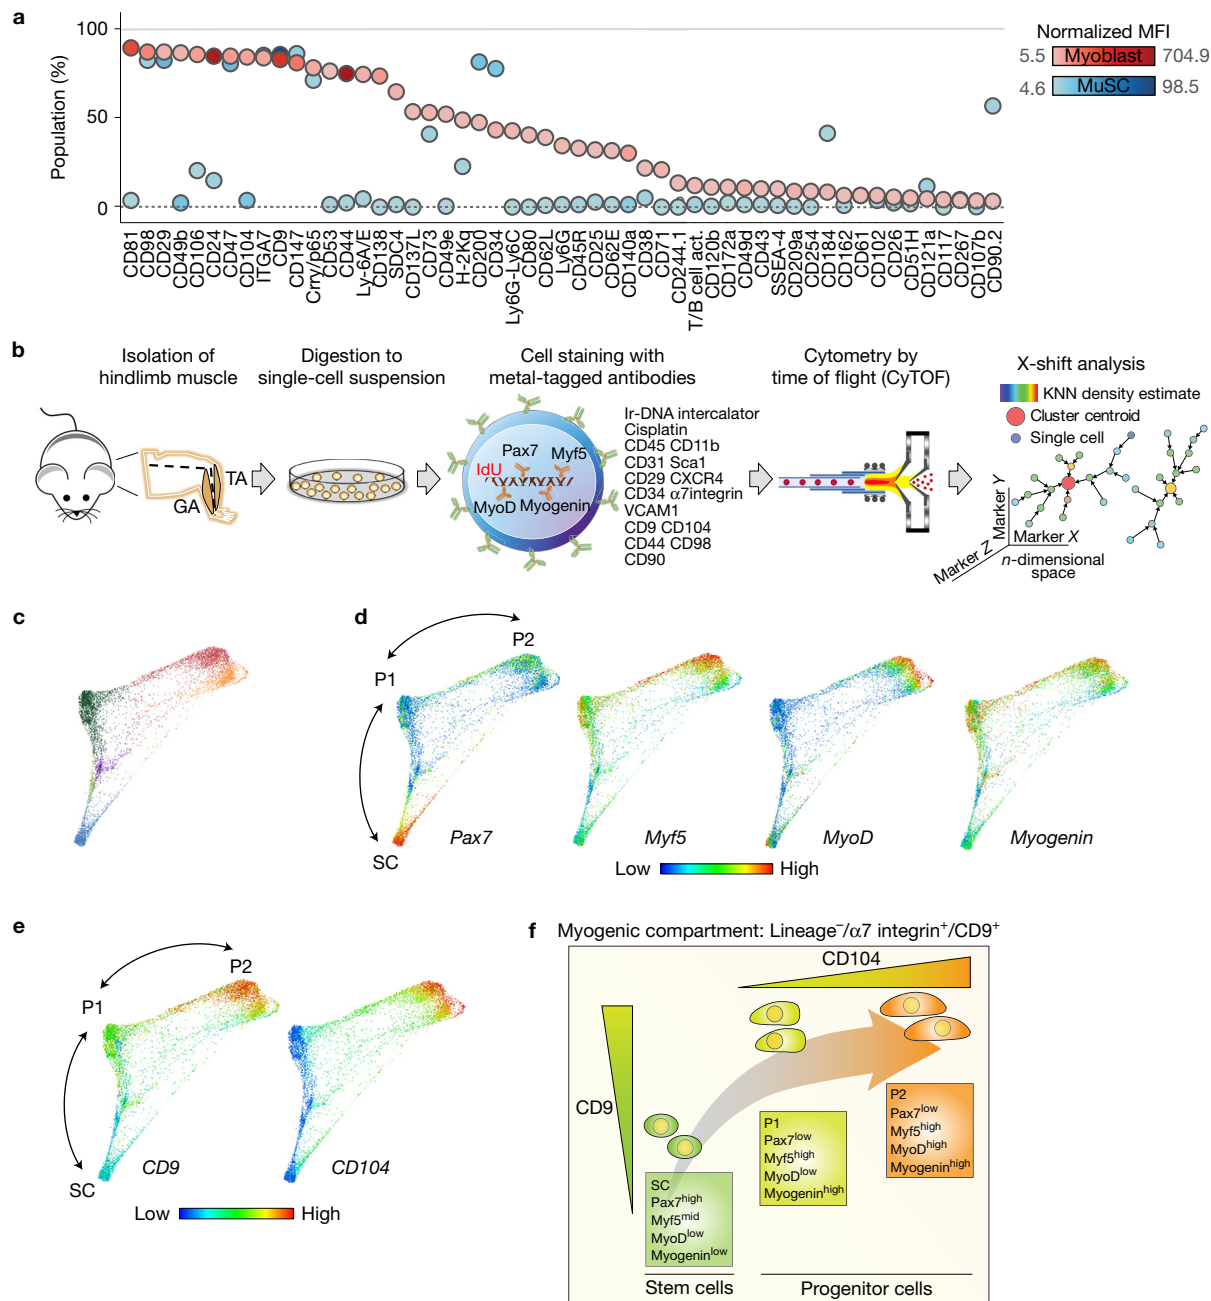 a
100
50
0
Population (%)
Normalized MFI
5.5 Myoblast 704.9
4.6 MuSC 98.5
CD81
CD98
CD29
CD49b
CD106
CD24
CD47
CD104
ITGA7
CD9
CD147
Crry/p65
CD53
CD44
Ly-6A/E
CD138
SDC4
CD137L
CD73
CD49e
H-2Kq
CD200
CD34
Ly6G-Ly6C
CD80
CD62L
Ly6G
CD45R
CD25
CD62E
CD140a
CD38
CD71
CD244.1
T/B cell act.
CD120b
CD172a
CD49d
CD43
SSEA-4
CD209a
CD254
CD184
CD162
CD61
CD102
CD26
CD51H
CD121a
CD117
CD267
CD107b
CD90.2
b
Isolation of
hindlimb muscle
TA
GA
Digestion to
single-cell suspension
Cell staining with
metal-tagged antibodies
Pax7
Myf5
IdU
MyoD
Myogenin
Ir-DNA intercalator
Cisplatin
CD45 CD11b
CD31 Sca1
CD29 CXCR4
CD34 α7integrin
VCAM1
CD9 CD104
CD44 CD98
CD90
Cytometry by
time of flight (CyTOF)
X-shift analysis
KNN density estimate
Cluster centroid
Single cell
Marker Y
Marker X
Marker Z
n-dimensional
space
c
d
P2
P1
SC
Pax7
Myf5
MyoD
Myogenin
Low
High
e
P2
P1
SC
CD9
CD104
Low
High
f
Myogenic compartment: Lineage⁻/α7 integrin⁺/CD9⁺
CD104
CD9
SC
Pax7high
Myf5mid
MyoDlow
Myogeninlow
P1
Pax7low
Myf5high
MyoDlow
Myogeninhigh
P2
Pax7low
Myf5high
MyoDhigh
Myogeninhigh
Stem cells
Progenitor cells